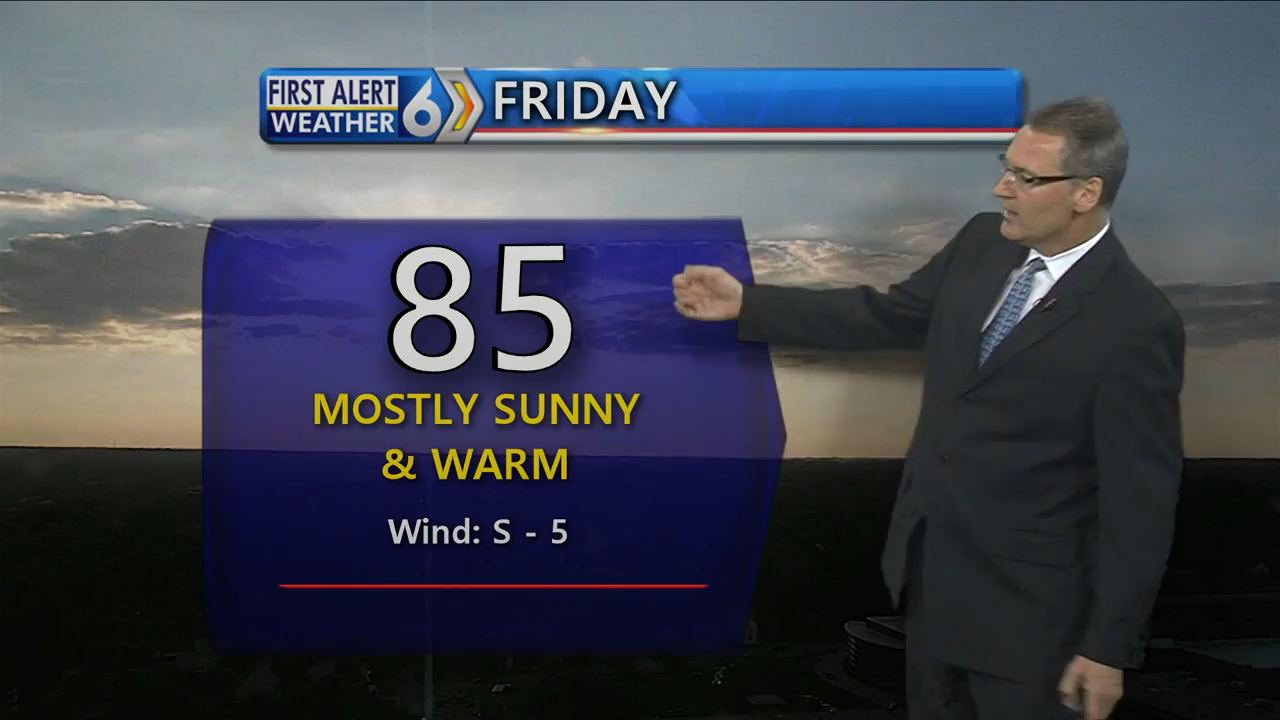 FIRST ALERT
WEATHER 6
FRIDAY
85
MOSTLY SUNNY
& WARM
Wind: S - 5